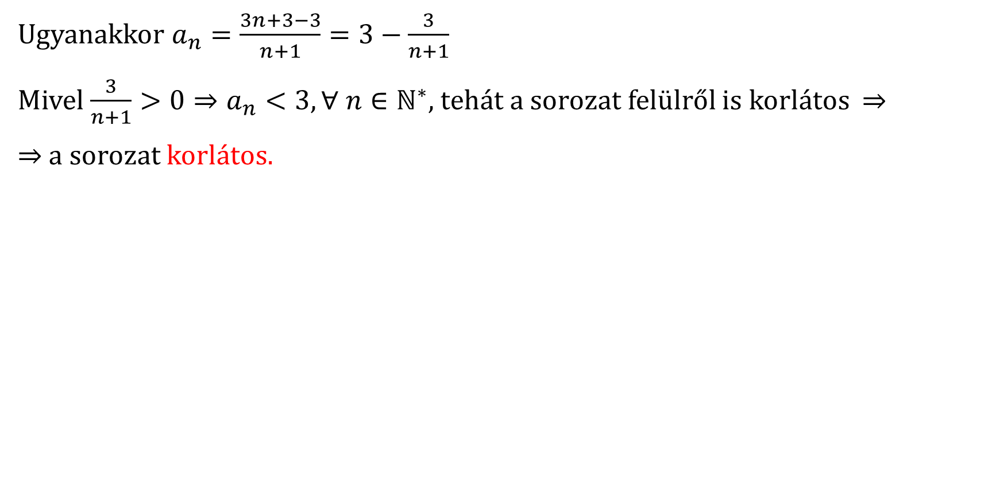 Ugyanakkor $a_n = \frac{3n+3-3}{n+1} = 3 - \frac{3}{n+1}$
Mivel $\frac{3}{n+1} > 0 \Rightarrow a_n < 3, \forall\, n \in \mathbb{N}^*$, tehát a sorozat felülről is korlátos $\Rightarrow$
$\Rightarrow$ a sorozat korlátos.